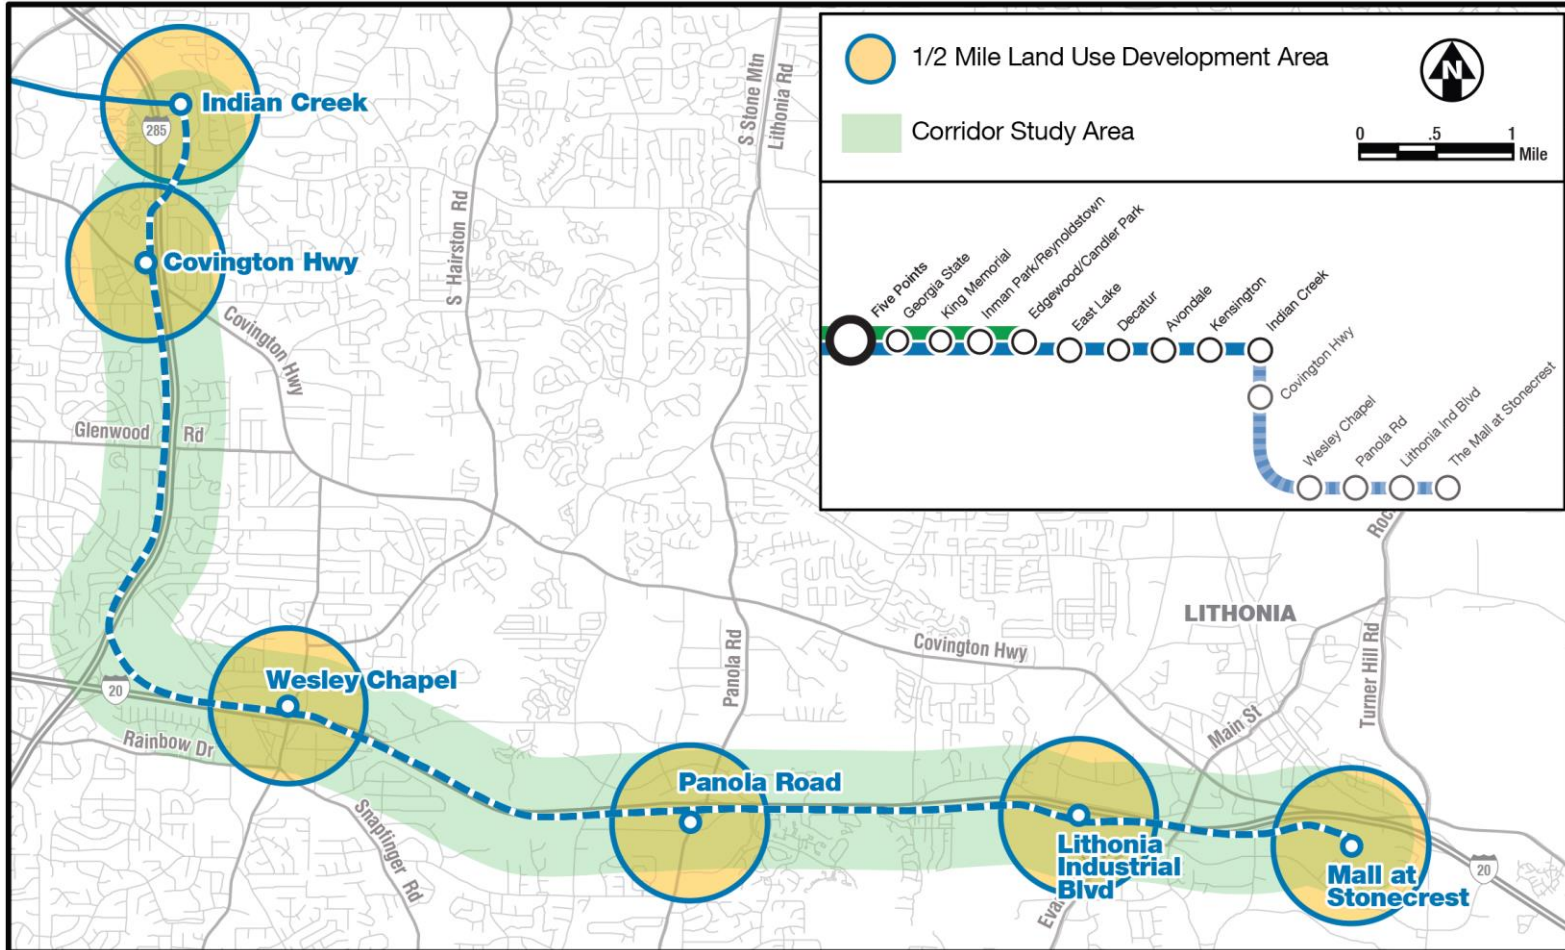 1/2 Mile Land Use Development Area
Corridor Study Area
N
0 .5 1
Mile
Five Points
Georgia State
King Memorial
Inman Park/Reynoldstown
Edgewood/Candler Park
East Lake
Decatur
Avondale
Kensington
Indian Creek
Covington Hwy
Wesley Chapel
Panola Rd
Lithonia Ind Blvd
The Mall at Stonecrest
Indian Creek
285
Covington Hwy
Covington Hwy
Glenwood Rd
S Hairston Rd
S Stone Mtn
Lithonia Rd
LITHONIA
Covington Hwy
Panola Rd
Turner Hill Rd
Main St
Wesley Chapel
20
Rainbow Dr
Snapfinger Rd
Panola Road
Lithonia
Industrial
Blvd
Mall at
Stonecrest
20